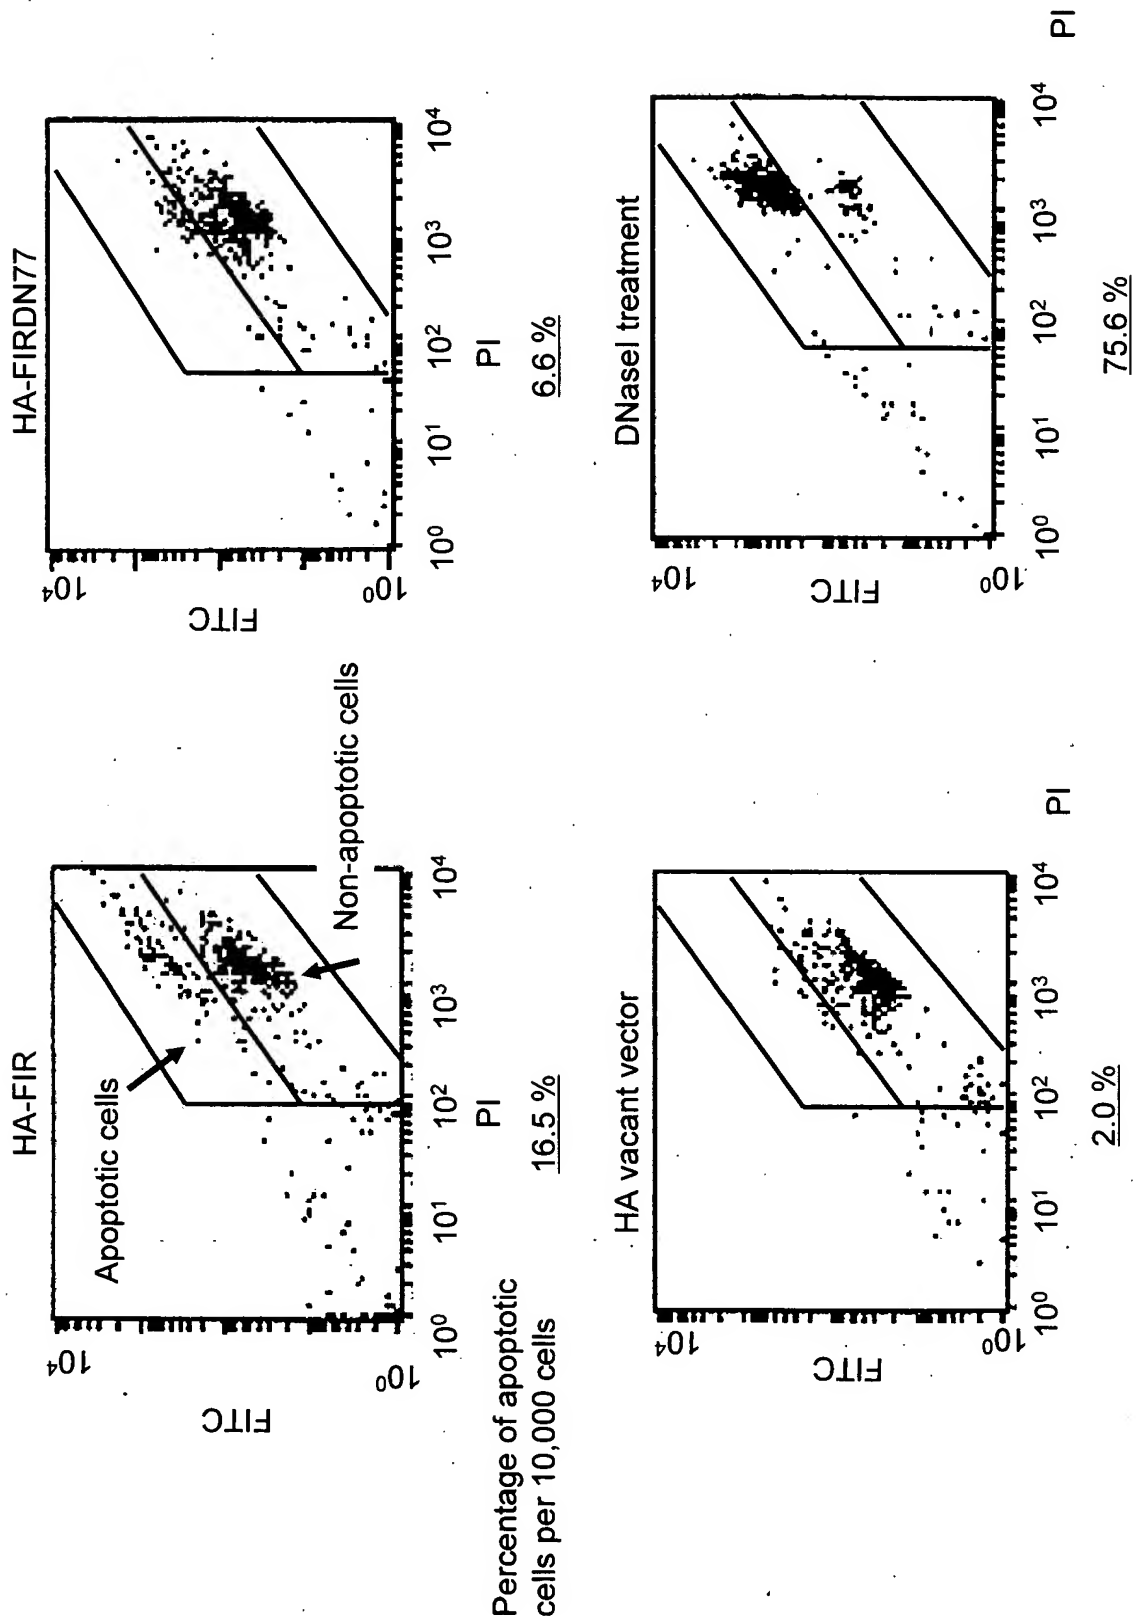 HA-FIR
HA-FIRDN77
Apoptotic cells
Non-apoptotic cells
FITC
10⁴
10⁰
10⁰ 10¹ 10² 10³ 10⁴
PI
FITC
10⁴
10⁰
10⁰ 10¹ 10² 10³ 10⁴
PI
Percentage of apoptotic
cells per 10,000 cells
16.5 %
6.6 %
HA vacant vector
DNaseI treatment
FITC
10⁴
10⁰
10⁰ 10¹ 10² 10³ 10⁴
PI
FITC
10⁴
10⁰
10⁰ 10¹ 10² 10³ 10⁴
PI
2.0 %
75.6 %